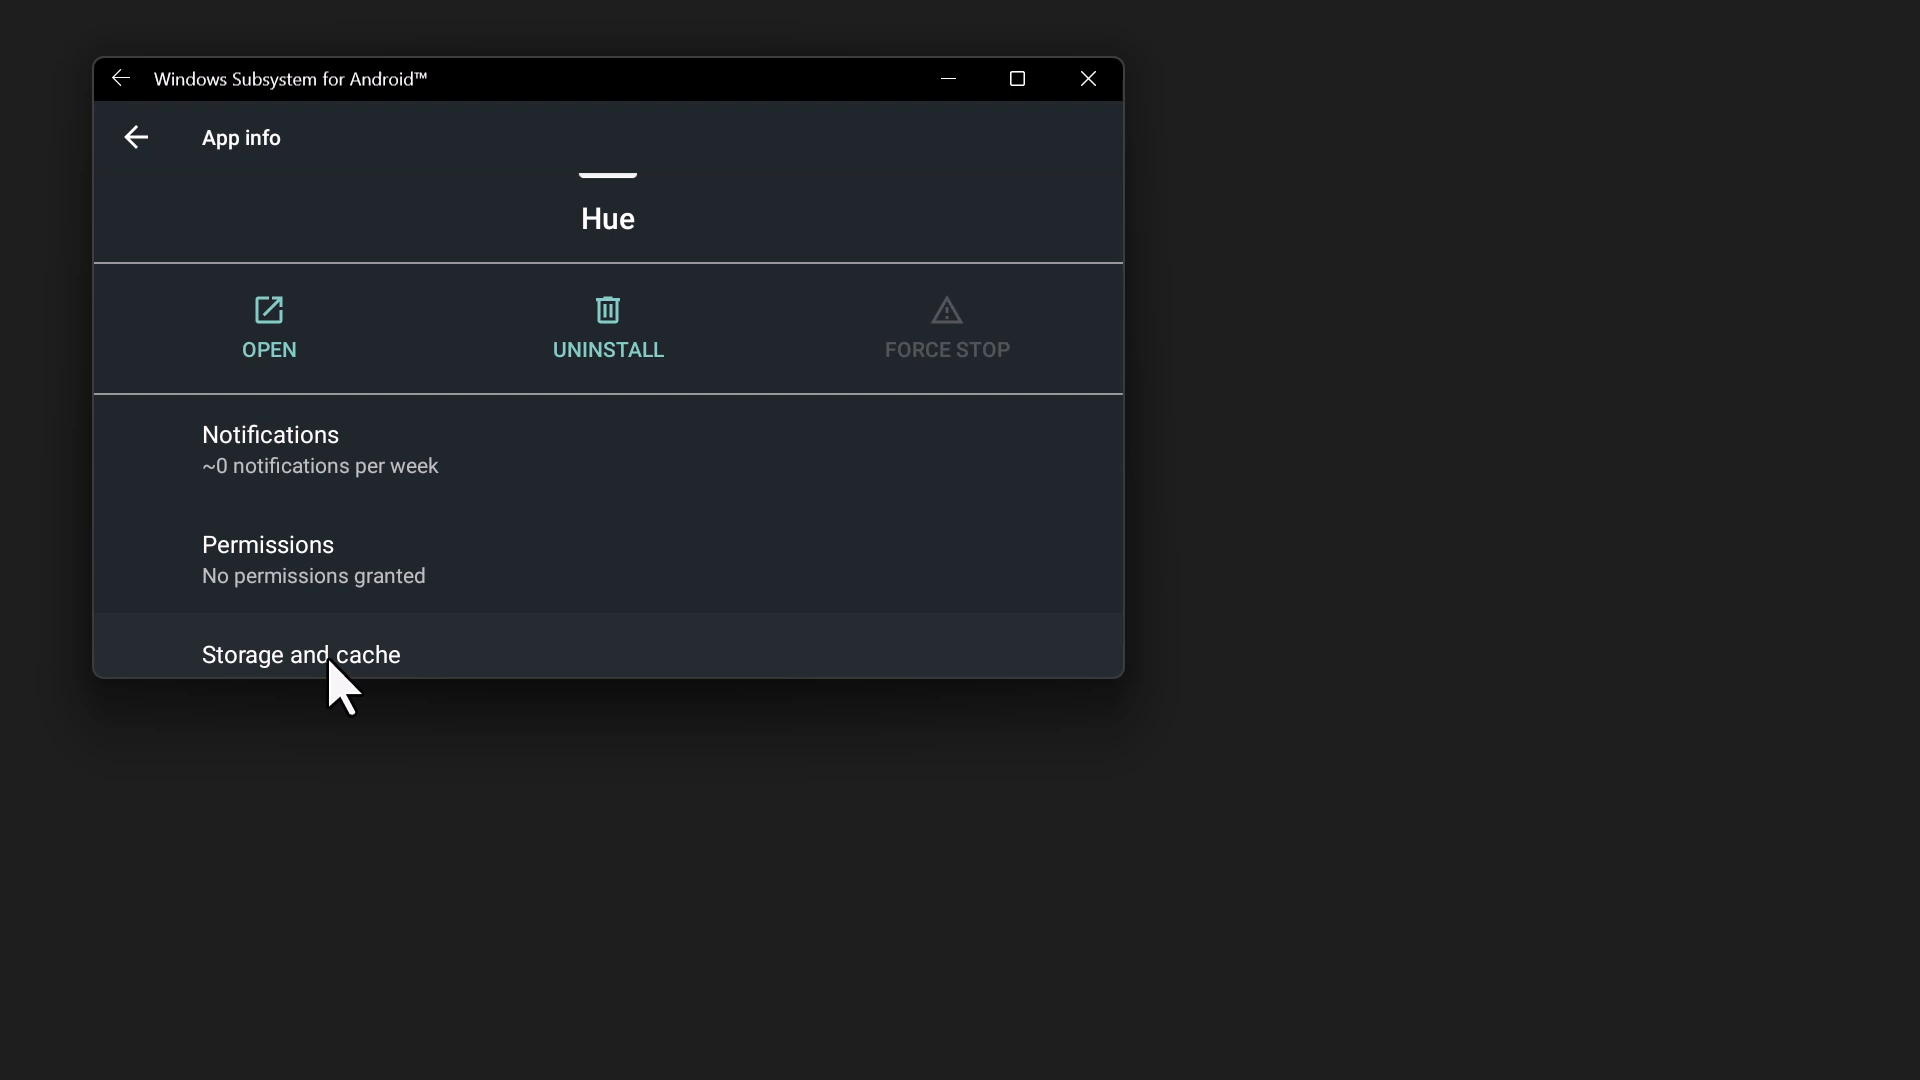 Windows Subsystem for Android™
App info
Hue
OPEN
UNINSTALL
FORCE STOP
Notifications
~0 notifications per week
Permissions
No permissions granted
Storage and cache